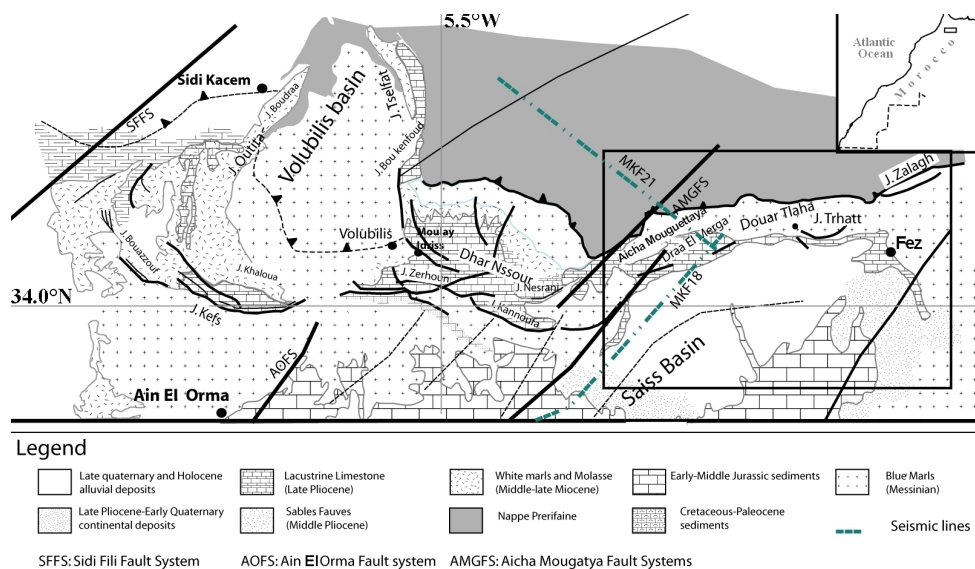 5.5°W
Atlantic
Ocean
Morocco
Sidi Kacem
SFFS
J. Boudraa
J. Outita
Volubilis basin
J. Tselfat
J. Bou kenfoud
MKF21
AMGFS
J. Zalagh
Aicha Mouguettaya
Draa El Merga
Douar Tlaha
J. Trhatt
Fez
Volubilis
Moulay
Idriss
Dhar Nssour
J. Bouazzouf
J. Khaloua
J. Zerhoun
J. Nesrani
J. Kannoufa
MKF18
34.0°N
J. Kefs
AOFS
Saiss Basin
Ain El Orma
Legend
Late quaternary and Holocene
alluvial deposits
Lacustrine Limestone
(Late Pliocene)
White marls and Molasse
(Middle-late Miocene)
Early-Middle Jurassic sediments
Blue Marls
(Messinian)
Late Pliocene-Early Quaternary
continental deposits
Sables Fauves
(Middle Pliocene)
Nappe Prerifaine
Cretaceous-Paleocene
sediments
Seismic lines
SFFS: Sidi Fili Fault System
AOFS: Ain El Orma Fault system
AMGFS: Aicha Mougatya Fault Systems